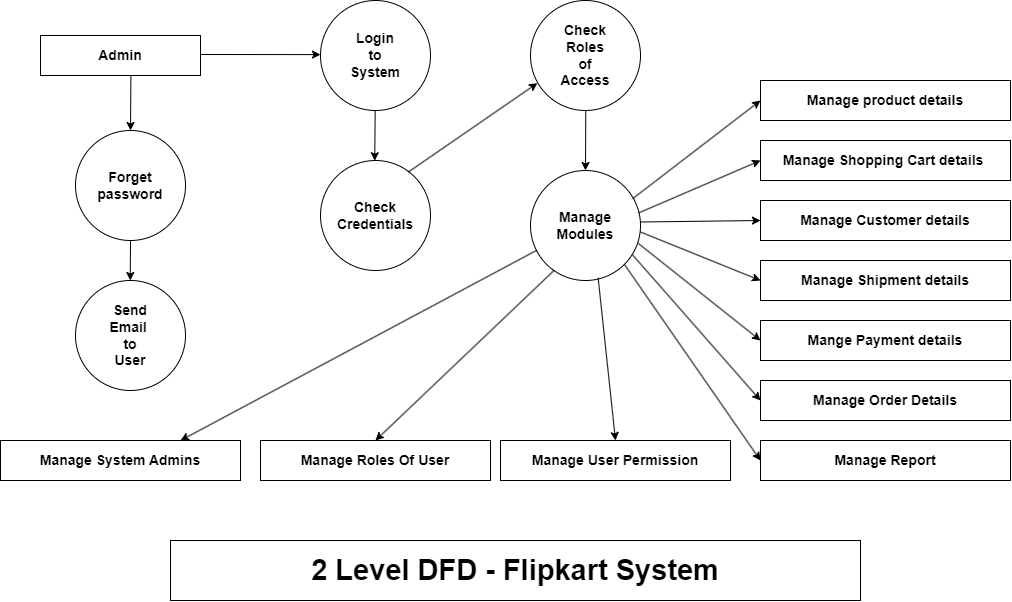 Admin
Login
to
System
Check
Roles
of
Access
Manage product details
Manage Shopping Cart details
Forget
password
Check
Credentials
Manage
Modules
Manage Customer details
Manage Shipment details
Send
Email
to
User
Mange Payment details
Manage Order Details
Manage System Admins
Manage Roles Of User
Manage User Permission
Manage Report
2 Level DFD - Flipkart System